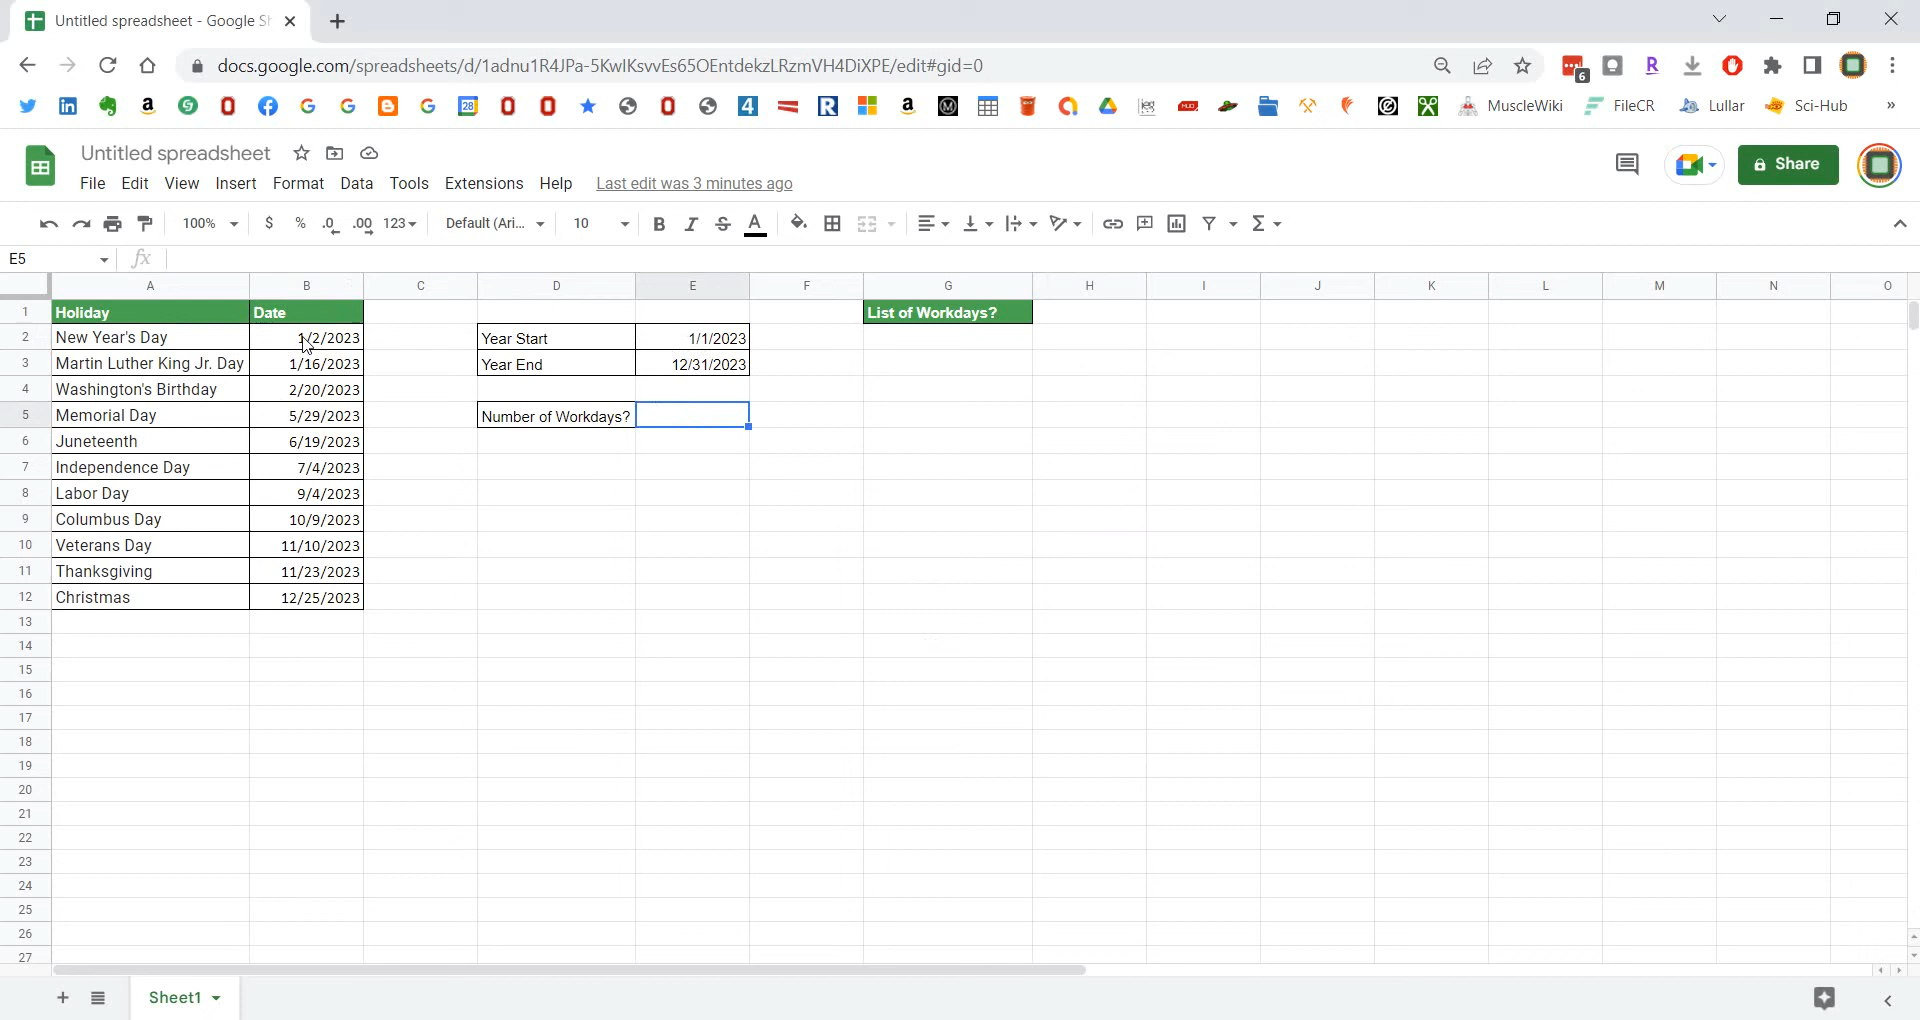 Untitled spreadsheet - Google Sh
docs.google.com/spreadsheets/d/1adnu1R4JPa-5KwIKsvvEs65OEntdekzLRzmVH4DiXPE/edit#gid=0
6
28
4
R
MUO
MuscleWiki
FileCR
Lullar
Sci-Hub
»
Untitled spreadsheet
Share
File Edit View Insert Format Data Tools Extensions Help Last edit was 3 minutes ago
100% $ % .0 .00 123 Default (Ari... 10 B I S A Σ
E5 fx
A B C D E F G H I J K L M N O
1 Holiday Date List of Workdays?
2 New Year's Day 1/2/2023 Year Start 1/1/2023
3 Martin Luther King Jr. Day 1/16/2023 Year End 12/31/2023
4 Washington's Birthday 2/20/2023
5 Memorial Day 5/29/2023 Number of Workdays?
6 Juneteenth 6/19/2023
7 Independence Day 7/4/2023
8 Labor Day 9/4/2023
9 Columbus Day 10/9/2023
10 Veterans Day 11/10/2023
11 Thanksgiving 11/23/2023
12 Christmas 12/25/2023
13
14
15
16
17
18
19
20
21
22
23
24
25
26
27
Sheet1